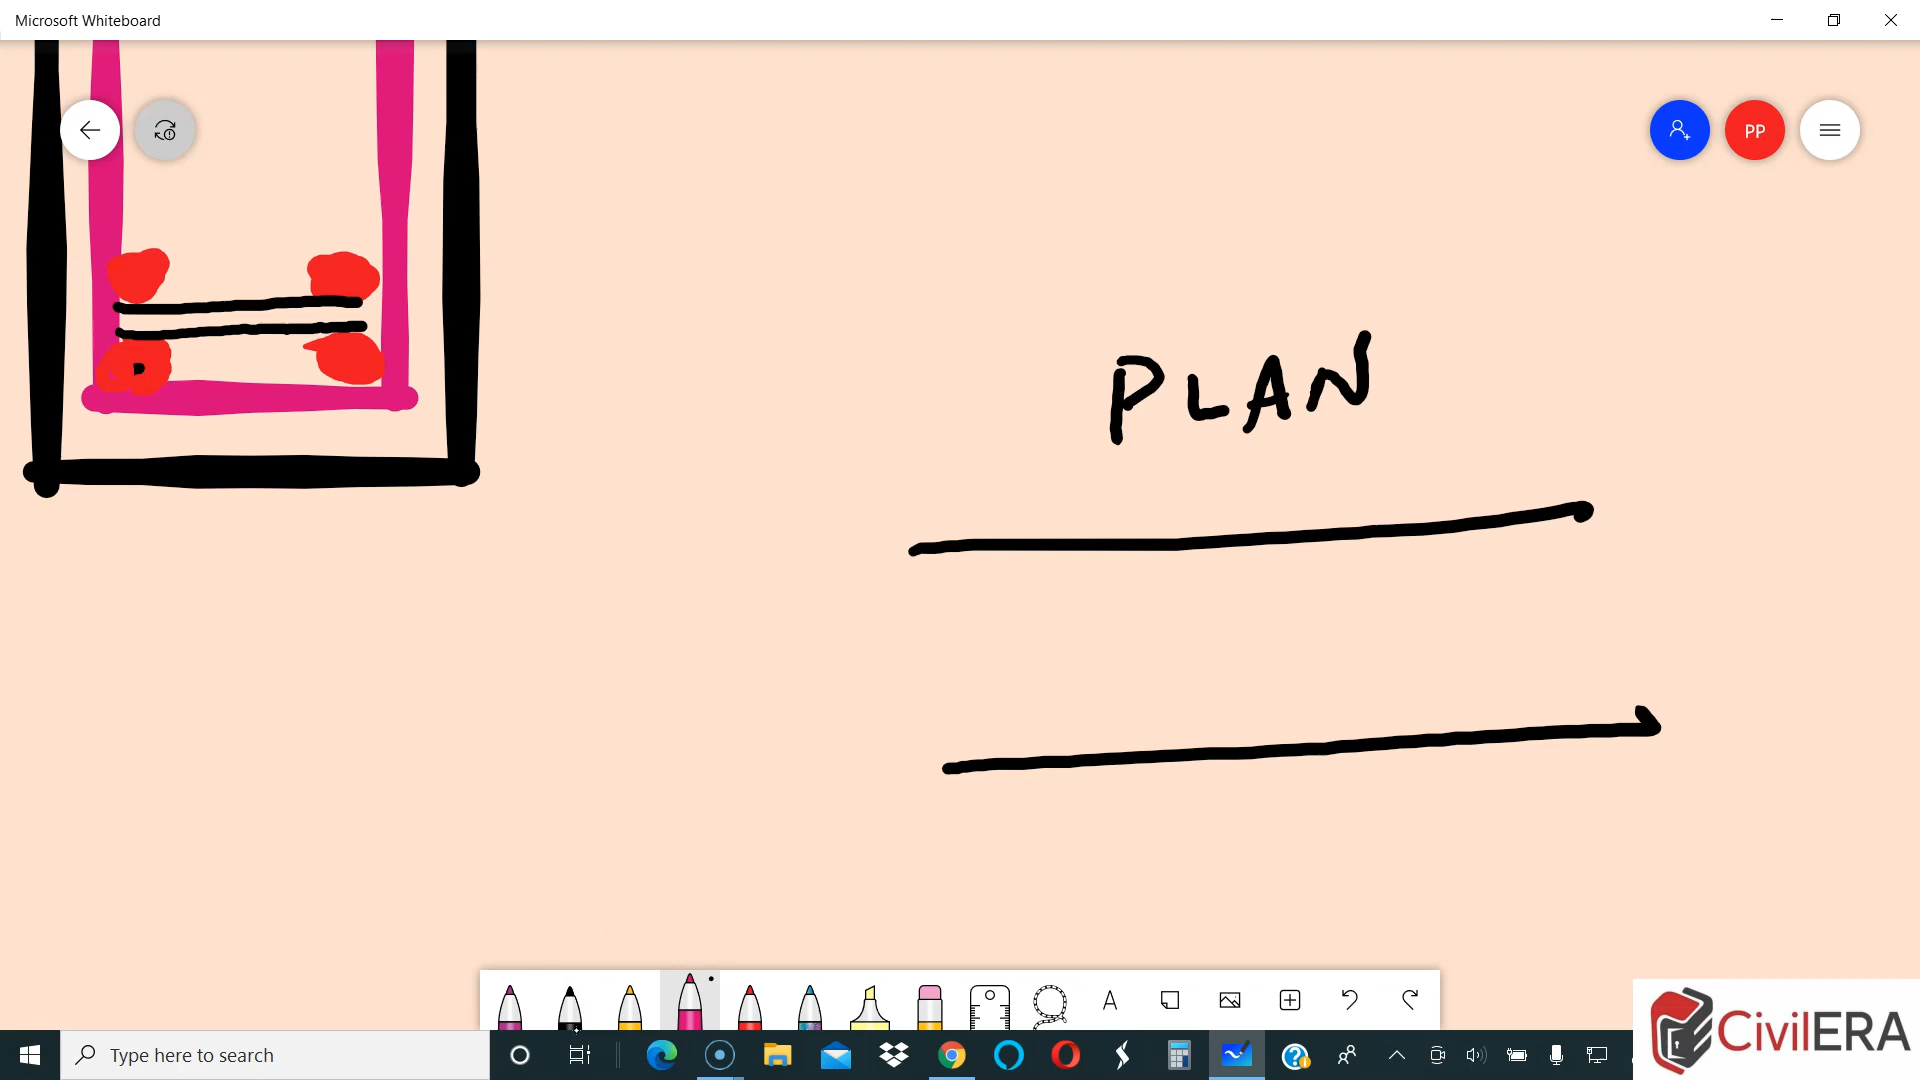 Microsoft Whiteboard
PP
PLAN
A
Type here to search
CivilERA